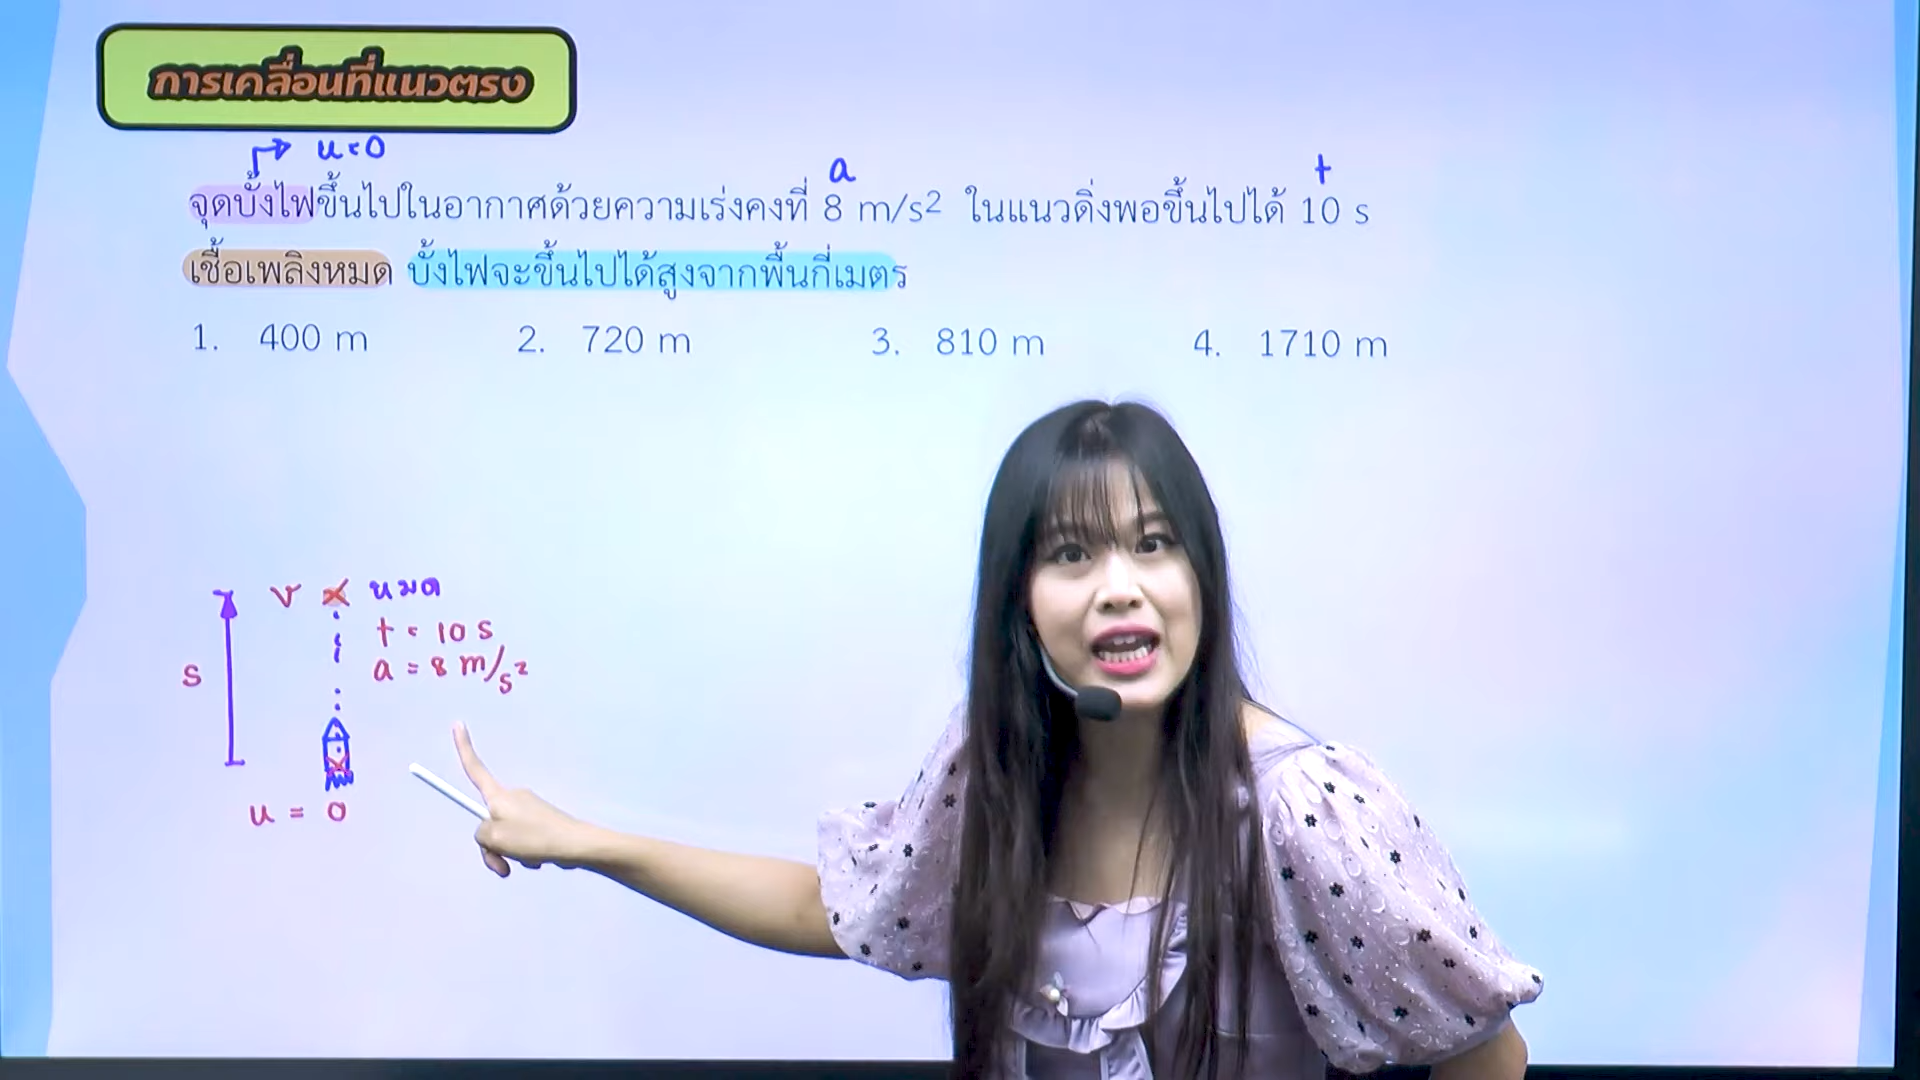 การเคลื่อนที่แนวตรง
u = 0
a
t
จุดบั้งไฟขึ้นไปในอากาศด้วยความเร่งคงที่ 8 m/s² ในแนวดิ่งพอขึ้นไปได้ 10 s
เชื้อเพลิงหมด บั้งไฟจะขึ้นไปได้สูงจากพื้นกี่เมตร
1. 400 m 2. 720 m 3. 810 m 4. 1710 m
v หมด
t = 10 s
a = 8 m/s²
s
u = 0